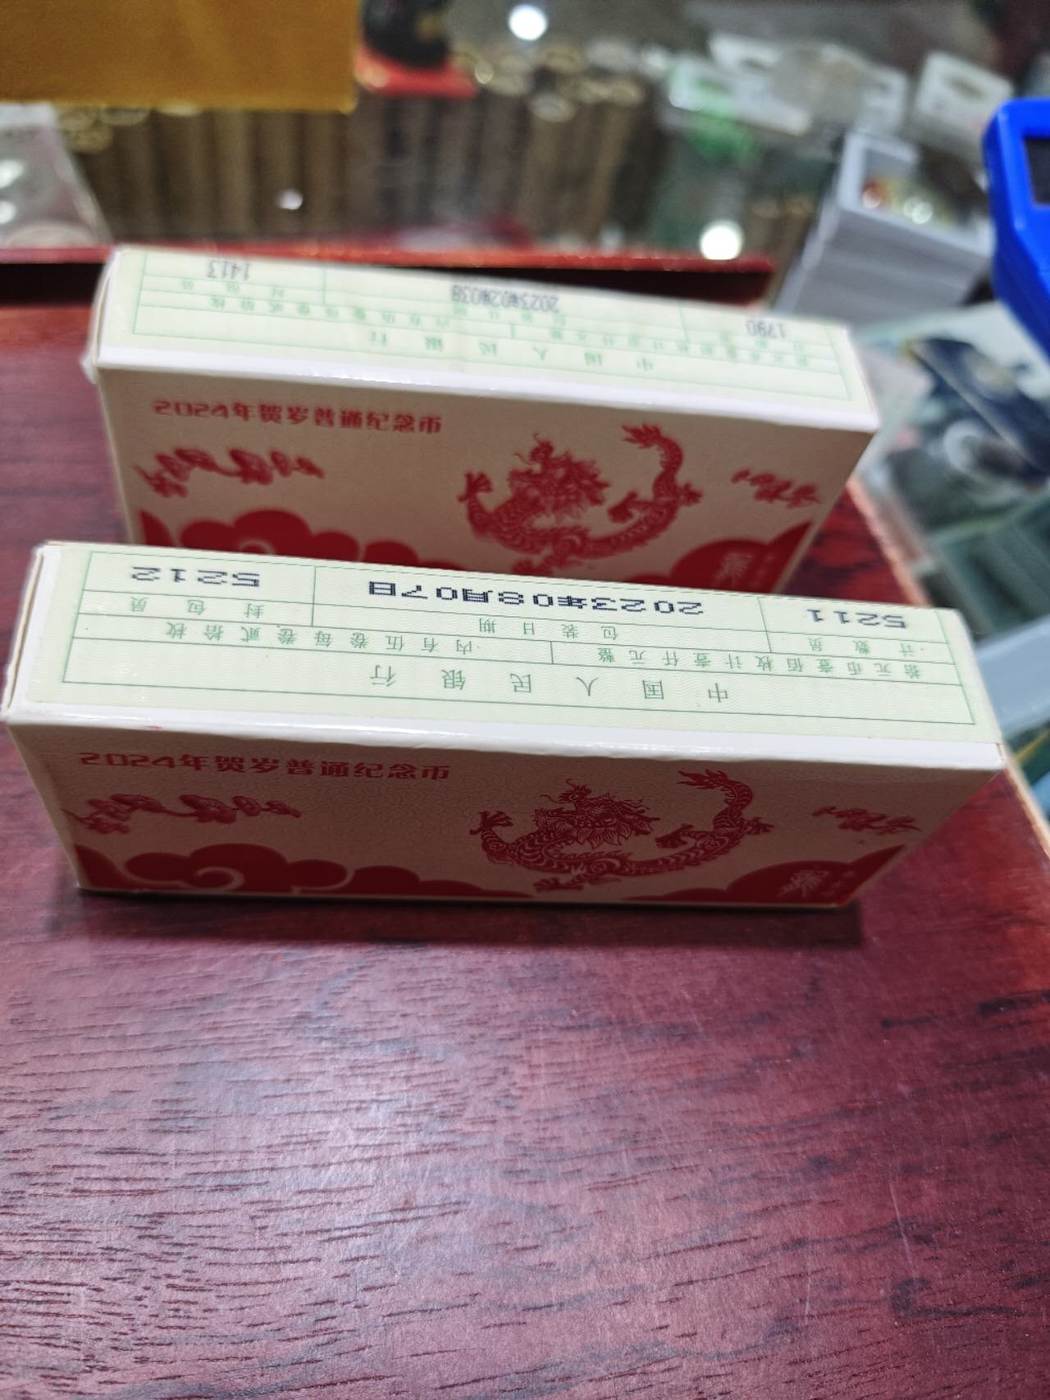 中国人民银行
1790 1413
2024年贺岁普通纪念币
中国人民银行
拾元币壹佰枚计壹仟元整 内有伍卷每卷贰拾枚
计数员 包装日期 封包员
5211 2023年08月07日 5212
2024年贺岁普通纪念币